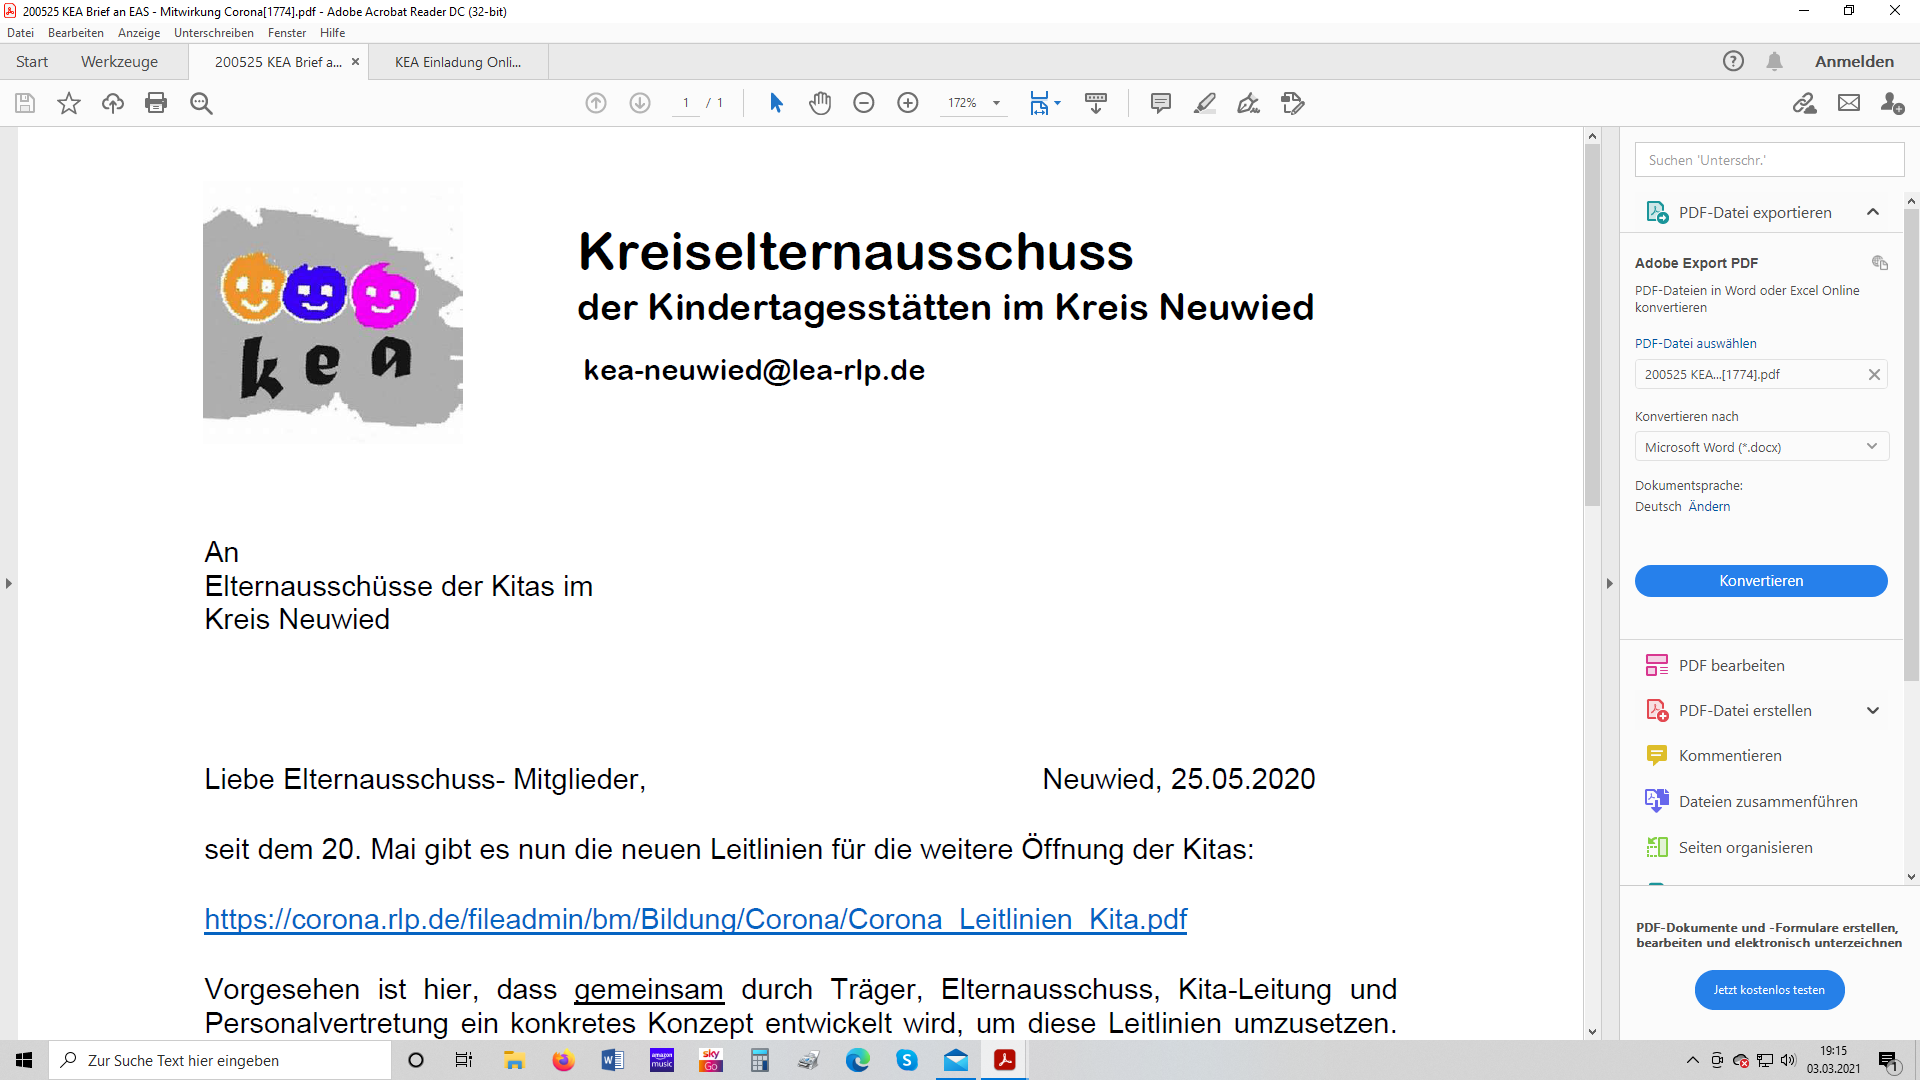 200525 KEA Brief an EAS - Mitwirkung Corona[1774].pdf - Adobe Acrobat Reader DC (32-bit)
Datei Bearbeiten Anzeige Unterschreiben Fenster Hilfe
Start Werkzeuge 200525 KEA Brief a... × KEA Einladung Onli... Anmelden
1 / 1 172%
kea
Kreiselternausschuss
der Kindertagesstätten im Kreis Neuwied
kea-neuwied@lea-rlp.de
An
Elternausschüsse der Kitas im
Kreis Neuwied
Liebe Elternausschuss- Mitglieder, Neuwied, 25.05.2020
seit dem 20. Mai gibt es nun die neuen Leitlinien für die weitere Öffnung der Kitas:
https://corona.rlp.de/fileadmin/bm/Bildung/Corona/Corona_Leitlinien_Kita.pdf
Vorgesehen ist hier, dass gemeinsam durch Träger, Elternausschuss, Kita-Leitung und
Personalvertretung ein konkretes Konzept entwickelt wird, um diese Leitlinien umzusetzen.
Suchen 'Unterschr.'
PDF-Datei exportieren
Adobe Export PDF
PDF-Dateien in Word oder Excel Online
konvertieren
PDF-Datei auswählen
200525 KEA...[1774].pdf
Konvertieren nach
Microsoft Word (*.docx)
Dokumentsprache:
Deutsch Ändern
Konvertieren
PDF bearbeiten
PDF-Datei erstellen
Kommentieren
Dateien zusammenführen
Seiten organisieren
PDF-Dokumente und -Formulare erstellen,
bearbeiten und elektronisch unterzeichnen
Jetzt kostenlos testen
Zur Suche Text hier eingeben
amazon music
sky Go
19:15
03.03.2021
1